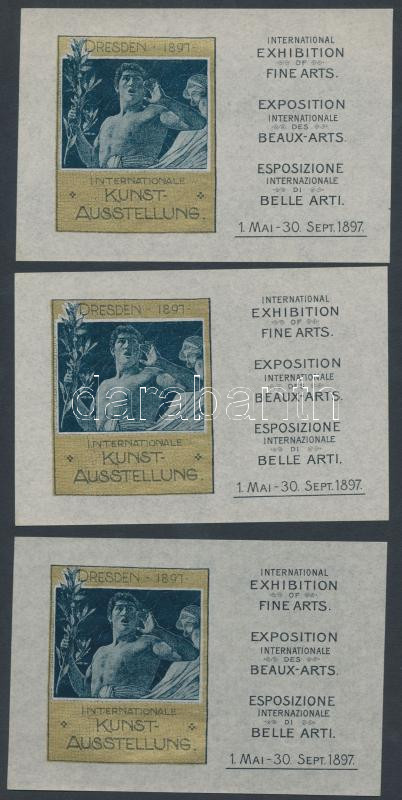 DRESDEN · 1897 ·
INTERNATIONALE
KUNST-
AUSSTELLUNG.
INTERNATIONAL
EXHIBITION
OF
FINE ARTS.
EXPOSITION
INTERNATIONALE
DES
BEAUX-ARTS.
ESPOSIZIONE
INTERNAZIONALE
DI
BELLE ARTI.
1. MAI - 30. SEPT. 1897.
DRESDEN · 1897 ·
INTERNATIONALE
KUNST-
AUSSTELLUNG.
INTERNATIONAL
EXHIBITION
OF
FINE ARTS.
EXPOSITION
INTERNATIONALE
DES
BEAUX-ARTS.
ESPOSIZIONE
INTERNAZIONALE
DI
BELLE ARTI.
1. MAI - 30. SEPT. 1897.
darabanth
DRESDEN · 1897 ·
INTERNATIONALE
KUNST-
AUSSTELLUNG.
INTERNATIONAL
EXHIBITION
OF
FINE ARTS.
EXPOSITION
INTERNATIONALE
DES
BEAUX-ARTS.
ESPOSIZIONE
INTERNAZIONALE
DI
BELLE ARTI.
1. MAI - 30. SEPT. 1897.